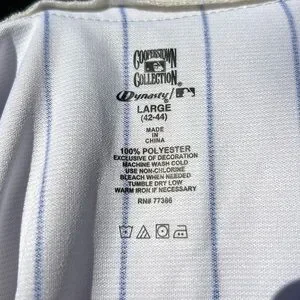 COOPERSTOWN
COLLECTION
Dynasty
LARGE
(42-44)
MADE
IN
CHINA
100% POLYESTER
EXCLUSIVE OF DECORATION
MACHINE WASH COLD
USE NON-CHLORINE
BLEACH WHEN NEEDED
TUMBLE DRY LOW
WARM IRON IF NECESSARY
RN# 77386